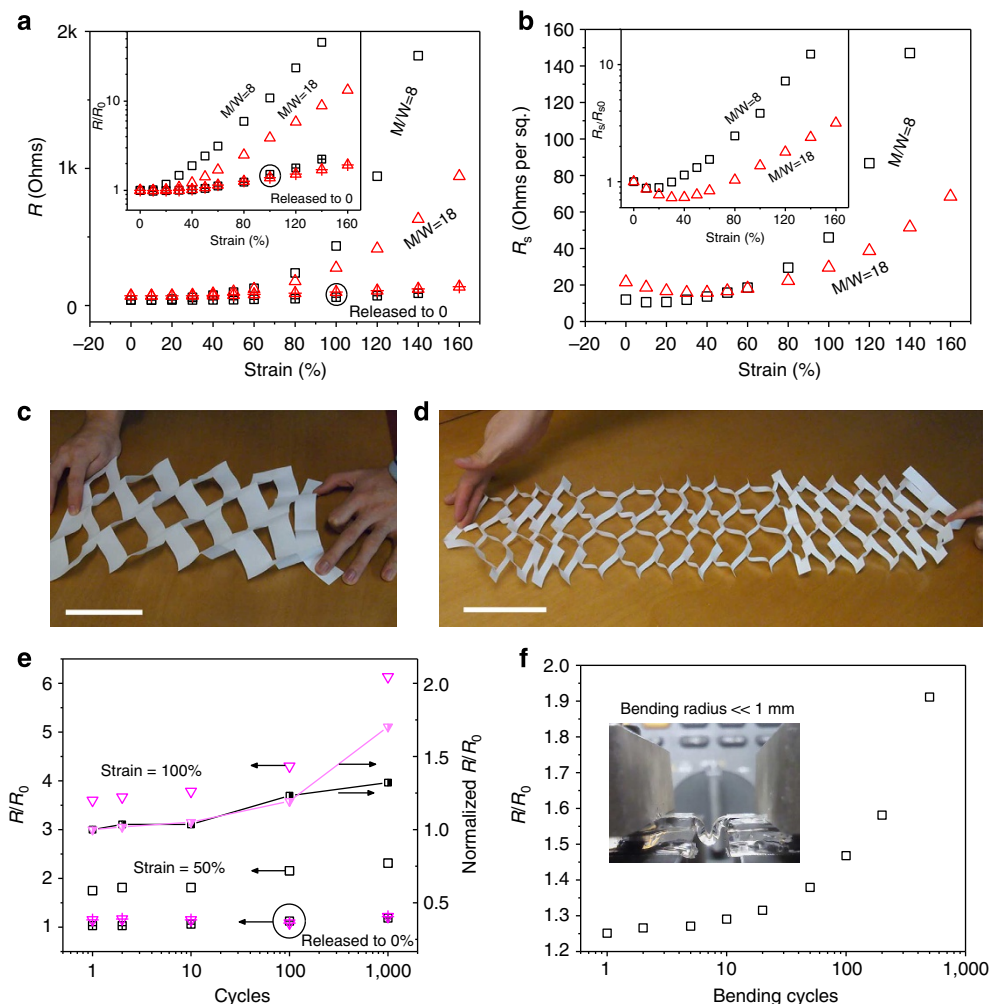 a
2k
1k
0
R (Ohms)
−20 0 20 40 60 80 100 120 140 160
Strain (%)
M/W=8
M/W=18
Released to 0
10
1
R/R0
0 40 80 120 160
Strain (%)
M/W=8
M/W=18
Released to 0
b
160
140
120
100
80
60
40
20
0
Rs (Ohms per sq.)
−20 0 20 40 60 80 100 120 140 160
Strain (%)
M/W=8
M/W=18
10
1
Rs/Rs0
0 40 80 120 160
Strain (%)
M/W=8
M/W=18
c
d
e
6
5
4
3
2
1
R/R0
2.0
1.5
1.0
0.5
Normalized R/R0
Strain = 100%
Strain = 50%
Released to 0%
1 10 100 1,000
Cycles
f
2.0
1.9
1.8
1.7
1.6
1.5
1.4
1.3
1.2
R/R0
Bending radius << 1 mm
1 10 100 1,000
Bending cycles